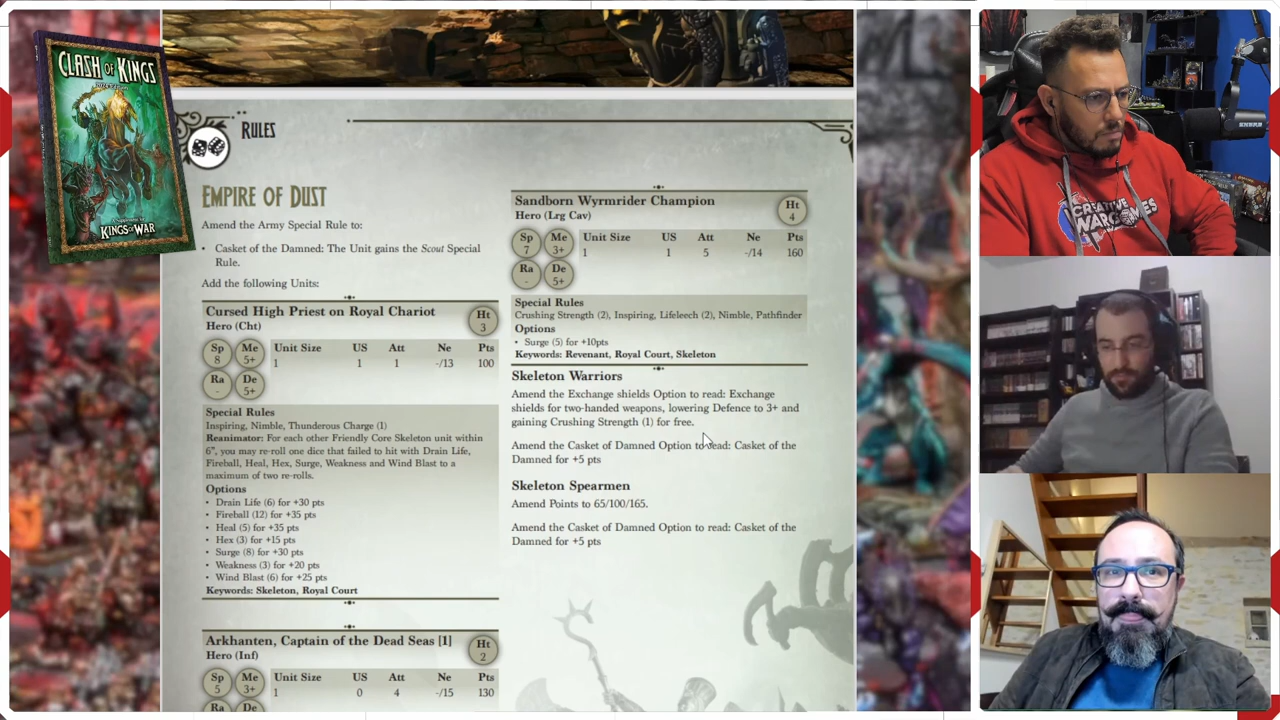 CLASH OF KINGS
A Supplement for
KINGS OF WAR
RULES
EMPIRE OF DUST
Amend the Army Special Rule to:
• Casket of the Damned: The Unit gains the Scout Special
Rule.
Add the following Units:
Cursed High Priest on Royal Chariot
Hero (Cht)
Ht
3
Sp Me Unit Size US Att Ne Pts
8 5+ 1 1 1 -/13 100
Ra De
- 5+
Special Rules
Inspiring, Nimble, Thunderous Charge (1)
Reanimator: For each other Friendly Core Skeleton unit within
6", you may re-roll one dice that failed to hit with Drain Life,
Fireball, Heal, Hex, Surge, Weakness and Wind Blast to a
maximum of two re-rolls.
Options
• Drain Life (6) for +30 pts
• Fireball (12) for +35 pts
• Heal (5) for +35 pts
• Hex (3) for +15 pts
• Surge (8) for +30 pts
• Weakness (3) for +20 pts
• Wind Blast (6) for +25 pts
Keywords: Skeleton, Royal Court
Arkhanten, Captain of the Dead Seas [1]
Hero (Inf)
Ht
2
Sp Me Unit Size US Att Ne Pts
5 3+ 1 0 4 -/15 130
Ra De
Sandborn Wyrmrider Champion
Hero (Lrg Cav)
Ht
4
Sp Me Unit Size US Att Ne Pts
7 3+ 1 1 5 -/14 160
Ra De
- 5+
Special Rules
Crushing Strength (2), Inspiring, Lifeleech (2), Nimble, Pathfinder
Options
• Surge (5) for +10pts
Keywords: Revenant, Royal Court, Skeleton
Skeleton Warriors
Amend the Exchange shields Option to read: Exchange
shields for two-handed weapons, lowering Defence to 3+ and
gaining Crushing Strength (1) for free.
Amend the Casket of Damned Option to read: Casket of the
Damned for +5 pts
Skeleton Spearmen
Amend Points to 65/100/165.
Amend the Casket of Damned Option to read: Casket of the
Damned for +5 pts
SHURE
CREATIVE
WARGAMES